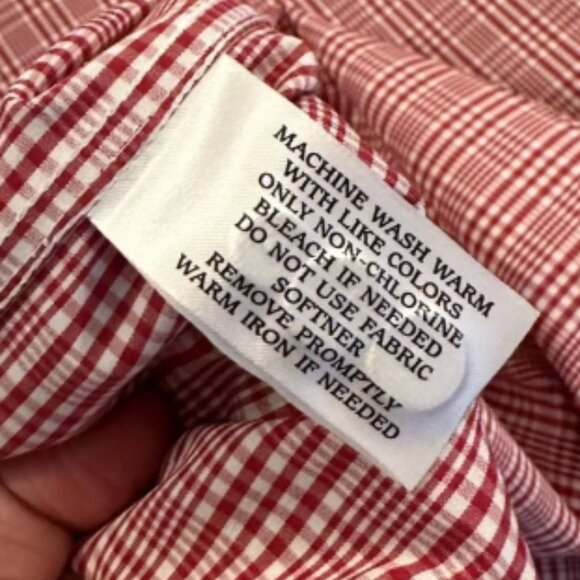 MACHINE WASH WARM
WITH LIKE COLORS
ONLY NON-CHLORINE
BLEACH IF NEEDED
DO NOT USE FABRIC
SOFTNER
REMOVE PROMPTLY
WARM IRON IF NEEDED